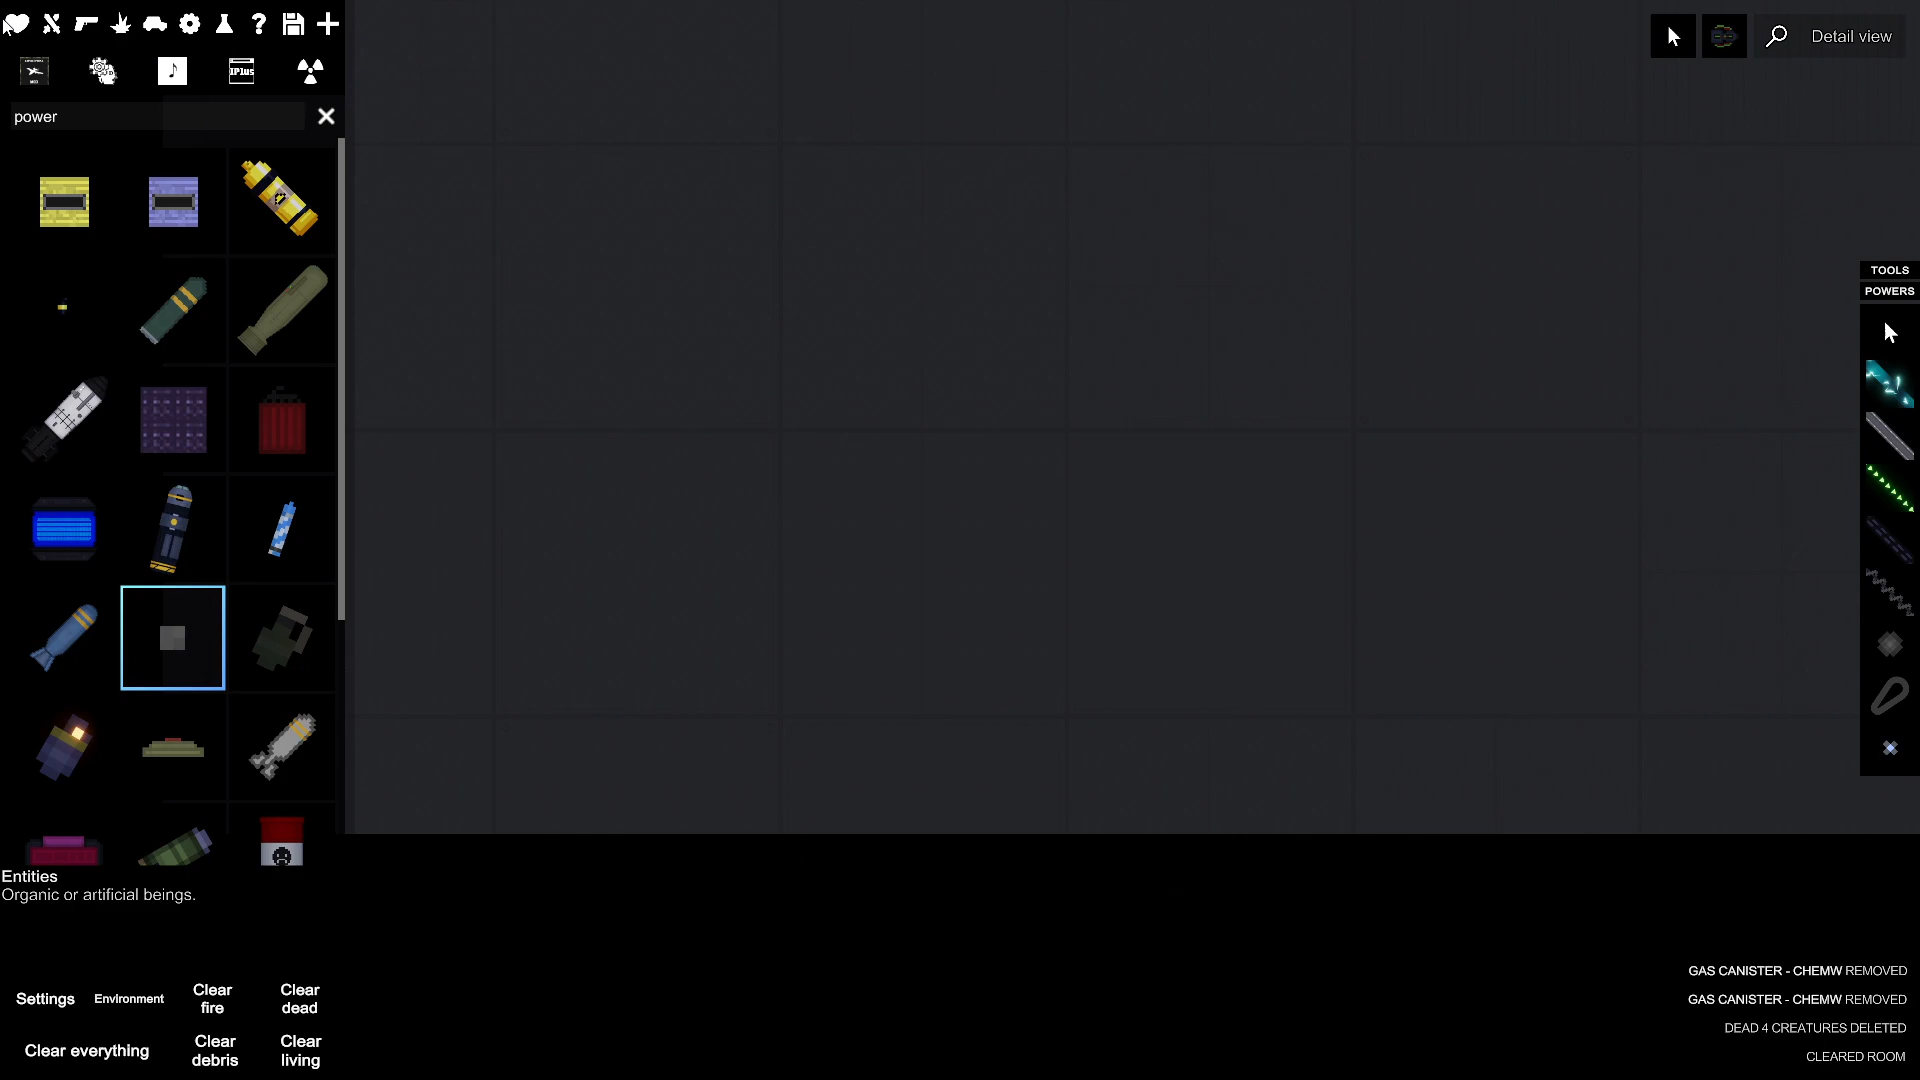 Detail view
IPlus
power
TOOLS
POWERS
Entities
Organic or artificial beings.
Settings
Environment
Clear
fire
Clear
dead
Clear everything
Clear
debris
Clear
living
GAS CANISTER - CHEMW REMOVED
GAS CANISTER - CHEMW REMOVED
DEAD 4 CREATURES DELETED
CLEARED ROOM